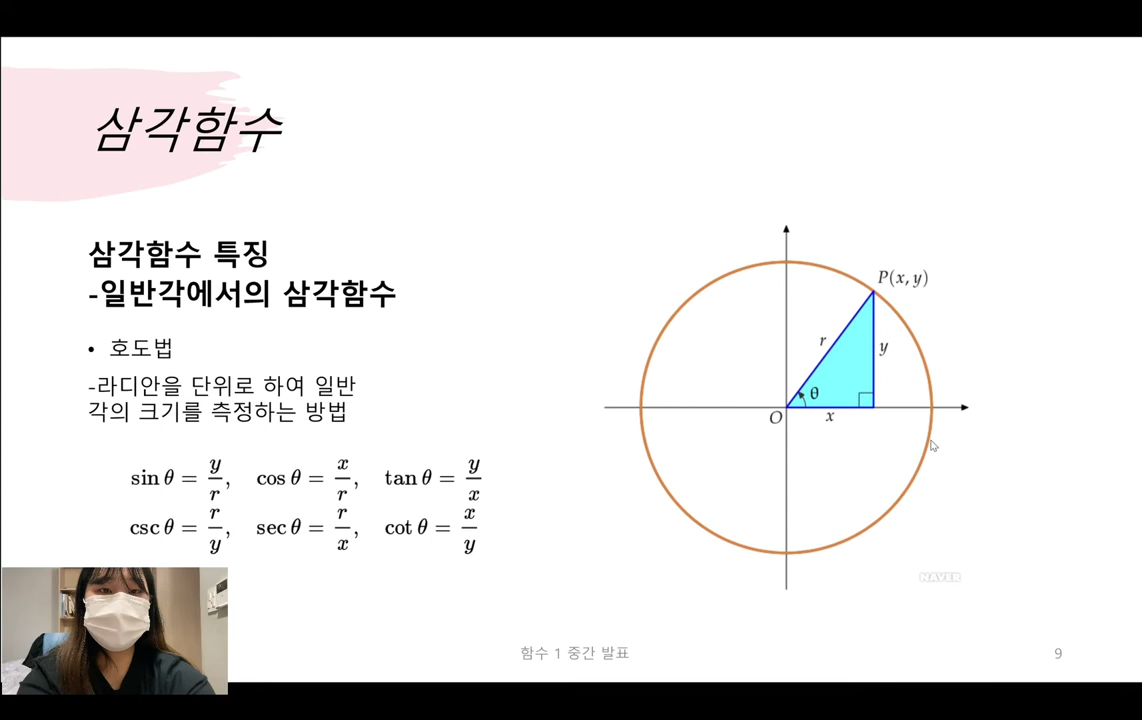 삼각함수
삼각함수 특징
-일반각에서의 삼각함수
• 호도법
-라디안을 단위로 하여 일반
각의 크기를 측정하는 방법
sin θ = y/r, cos θ = x/r, tan θ = y/x
csc θ = r/y, sec θ = r/x, cot θ = x/y
P(x, y)
r
y
θ
O
x
NAVER
함수 1 중간 발표
9